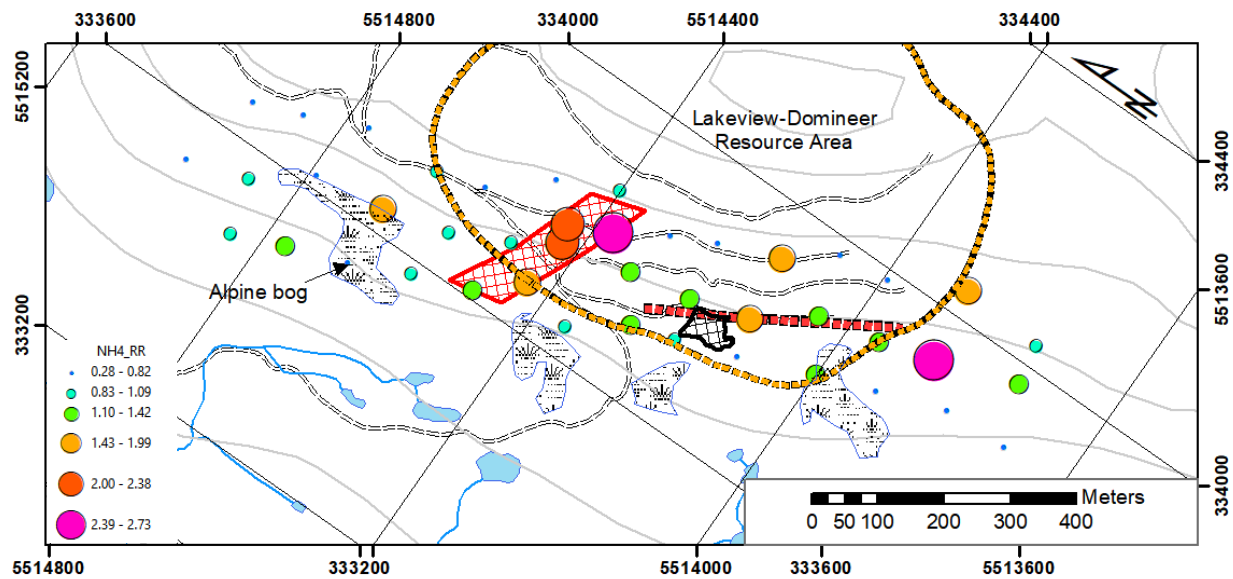 333600
5514800
334000
5514400
334400
5515200
Lakeview-Domineer
Resource Area
N
334400
Alpine bog
5513600
333200
NH4_RR
0.28 - 0.82
0.83 - 1.09
1.10 - 1.42
1.43 - 1.99
2.00 - 2.38
2.39 - 2.73
334000
Meters
0 50 100 200 300 400
5514800
333200
5514000
333600
5513600